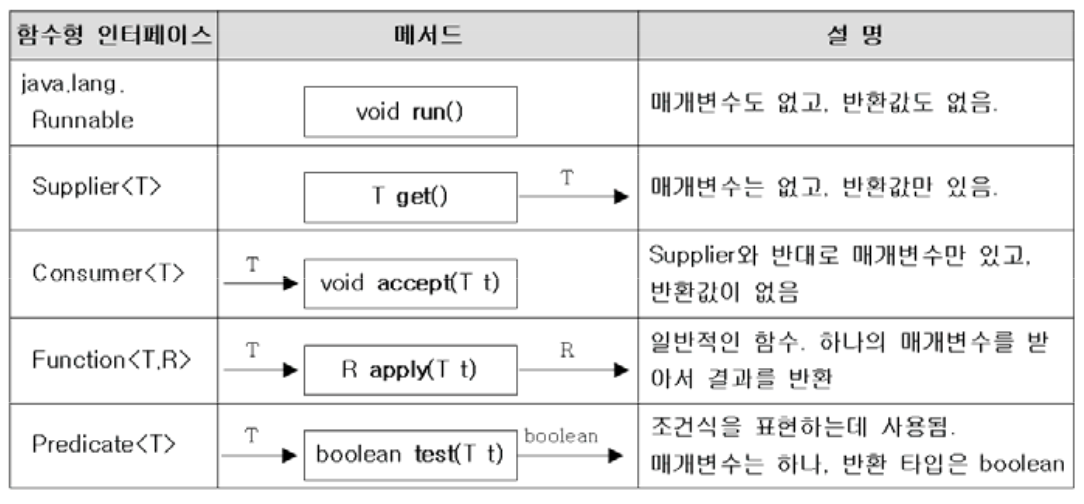 함수형 인터페이스 메서드 설 명
java.lang.
Runnable
void run()
매개변수도 없고, 반환값도 없음.
Supplier<T>
T get()
T
매개변수는 없고, 반환값만 있음.
Consumer<T>
T
void accept(T t)
Supplier와 반대로 매개변수만 있고,
반환값이 없음
Function<T,R>
T
R apply(T t)
R
일반적인 함수. 하나의 매개변수를 받
아서 결과를 반환
Predicate<T>
T
boolean test(T t)
boolean
조건식을 표현하는데 사용됨.
매개변수는 하나, 반환 타입은 boolean